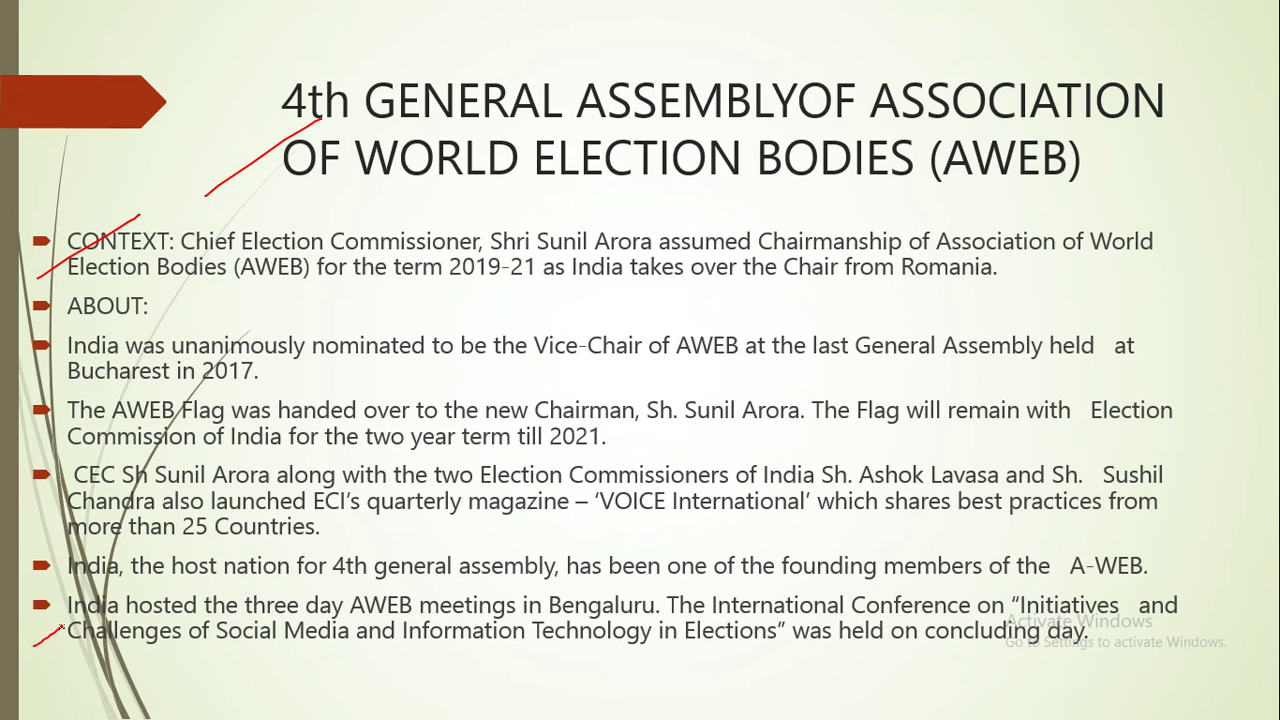 4th GENERAL ASSEMBLYOF ASSOCIATION
OF WORLD ELECTION BODIES (AWEB)
CONTEXT: Chief Election Commissioner, Shri Sunil Arora assumed Chairmanship of Association of World
Election Bodies (AWEB) for the term 2019-21 as India takes over the Chair from Romania.
ABOUT:
India was unanimously nominated to be the Vice-Chair of AWEB at the last General Assembly held at
Bucharest in 2017.
The AWEB Flag was handed over to the new Chairman, Sh. Sunil Arora. The Flag will remain with Election
Commission of India for the two year term till 2021.
CEC Sh Sunil Arora along with the two Election Commissioners of India Sh. Ashok Lavasa and Sh. Sushil
Chandra also launched ECI’s quarterly magazine – ‘VOICE International’ which shares best practices from
more than 25 Countries.
India, the host nation for 4th general assembly, has been one of the founding members of the A-WEB.
India hosted the three day AWEB meetings in Bengaluru. The International Conference on “Initiatives and
Challenges of Social Media and Information Technology in Elections” was held on concluding day.
Activate Windows
Go to Settings to activate Windows.